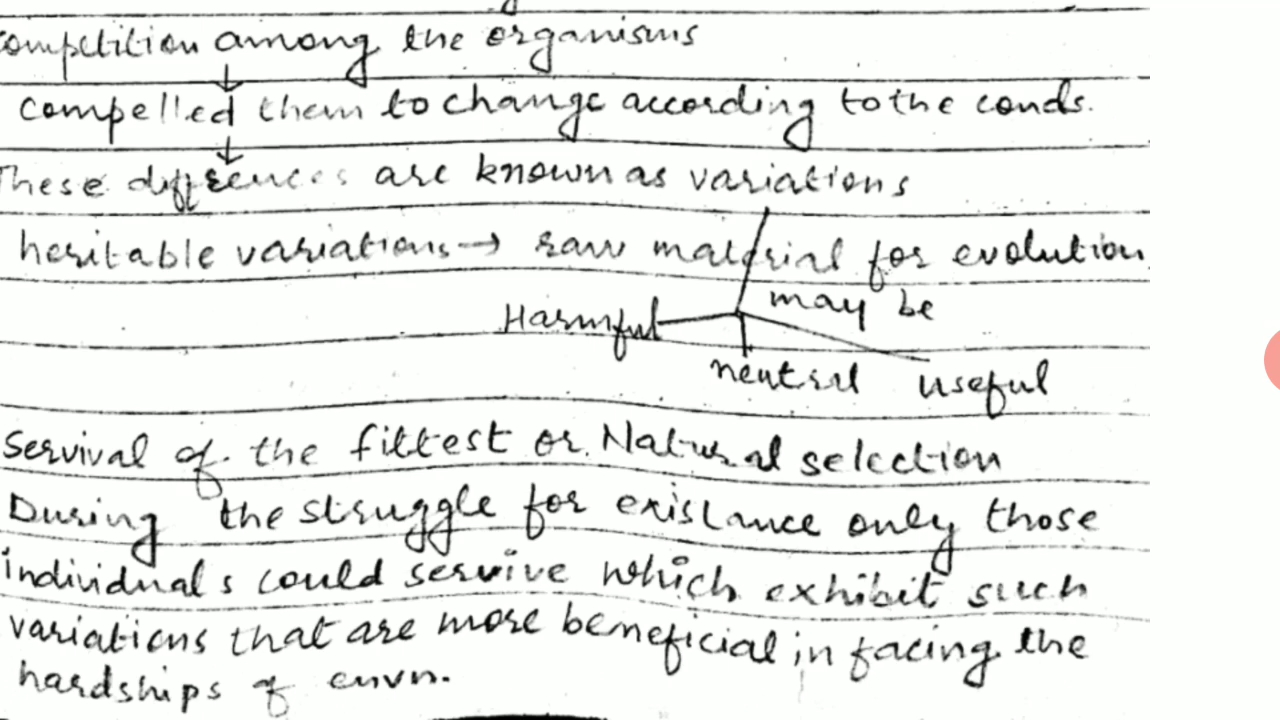 competition among the organisms
compelled them to change according to the conds.
These differences are known as variations
heritable variations → raw material for evolution
may be
Harmful
neutral
useful
Servival of the fittest or Natural selection
During the struggle for existance only those
individuals could servive which exhibit such
variations that are more beneficial in facing the
hardships of envn.